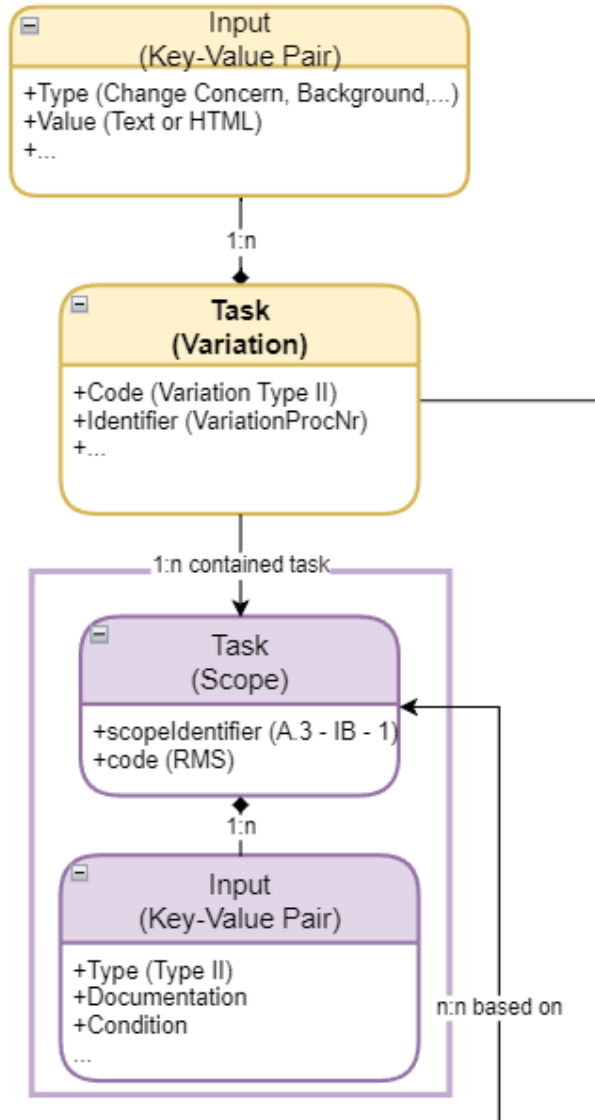 Input
(Key-Value Pair)
+Type (Change Concern, Background,...)
+Value (Text or HTML)
+...
1:n
Task
(Variation)
+Code (Variation Type II)
+Identifier (VariationProcNr)
+...
1:n contained task
Task
(Scope)
+scopeIdentifier (A.3 - IB - 1)
+code (RMS)
1:n
Input
(Key-Value Pair)
+Type (Type II)
+Documentation
+Condition
...
n:n based on